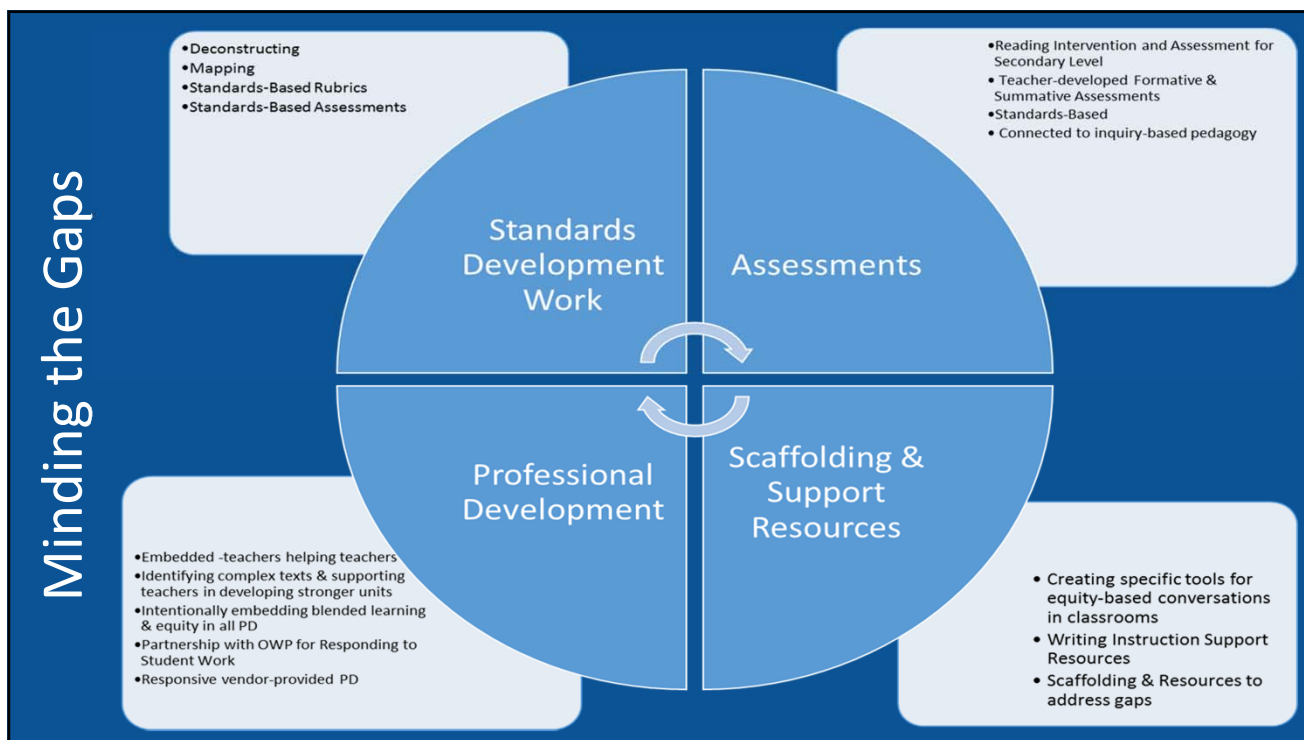 Minding the Gaps
•Deconstructing
•Mapping
•Standards-Based Rubrics
•Standards-Based Assessments
•Reading Intervention and Assessment for
Secondary Level
• Teacher-developed Formative &
Summative Assessments
•Standards-Based
• Connected to inquiry-based pedagogy
Standards
Development
Work
Assessments
Professional
Development
Scaffolding &
Support
Resources
•Embedded -teachers helping teachers
•Identifying complex texts & supporting
teachers in developing stronger units
•Intentionally embedding blended learning
& equity in all PD
•Partnership with OWP for Responding to
Student Work
•Responsive vendor-provided PD
• Creating specific tools for
equity-based conversations
in classrooms
• Writing Instruction Support
Resources
• Scaffolding & Resources to
address gaps